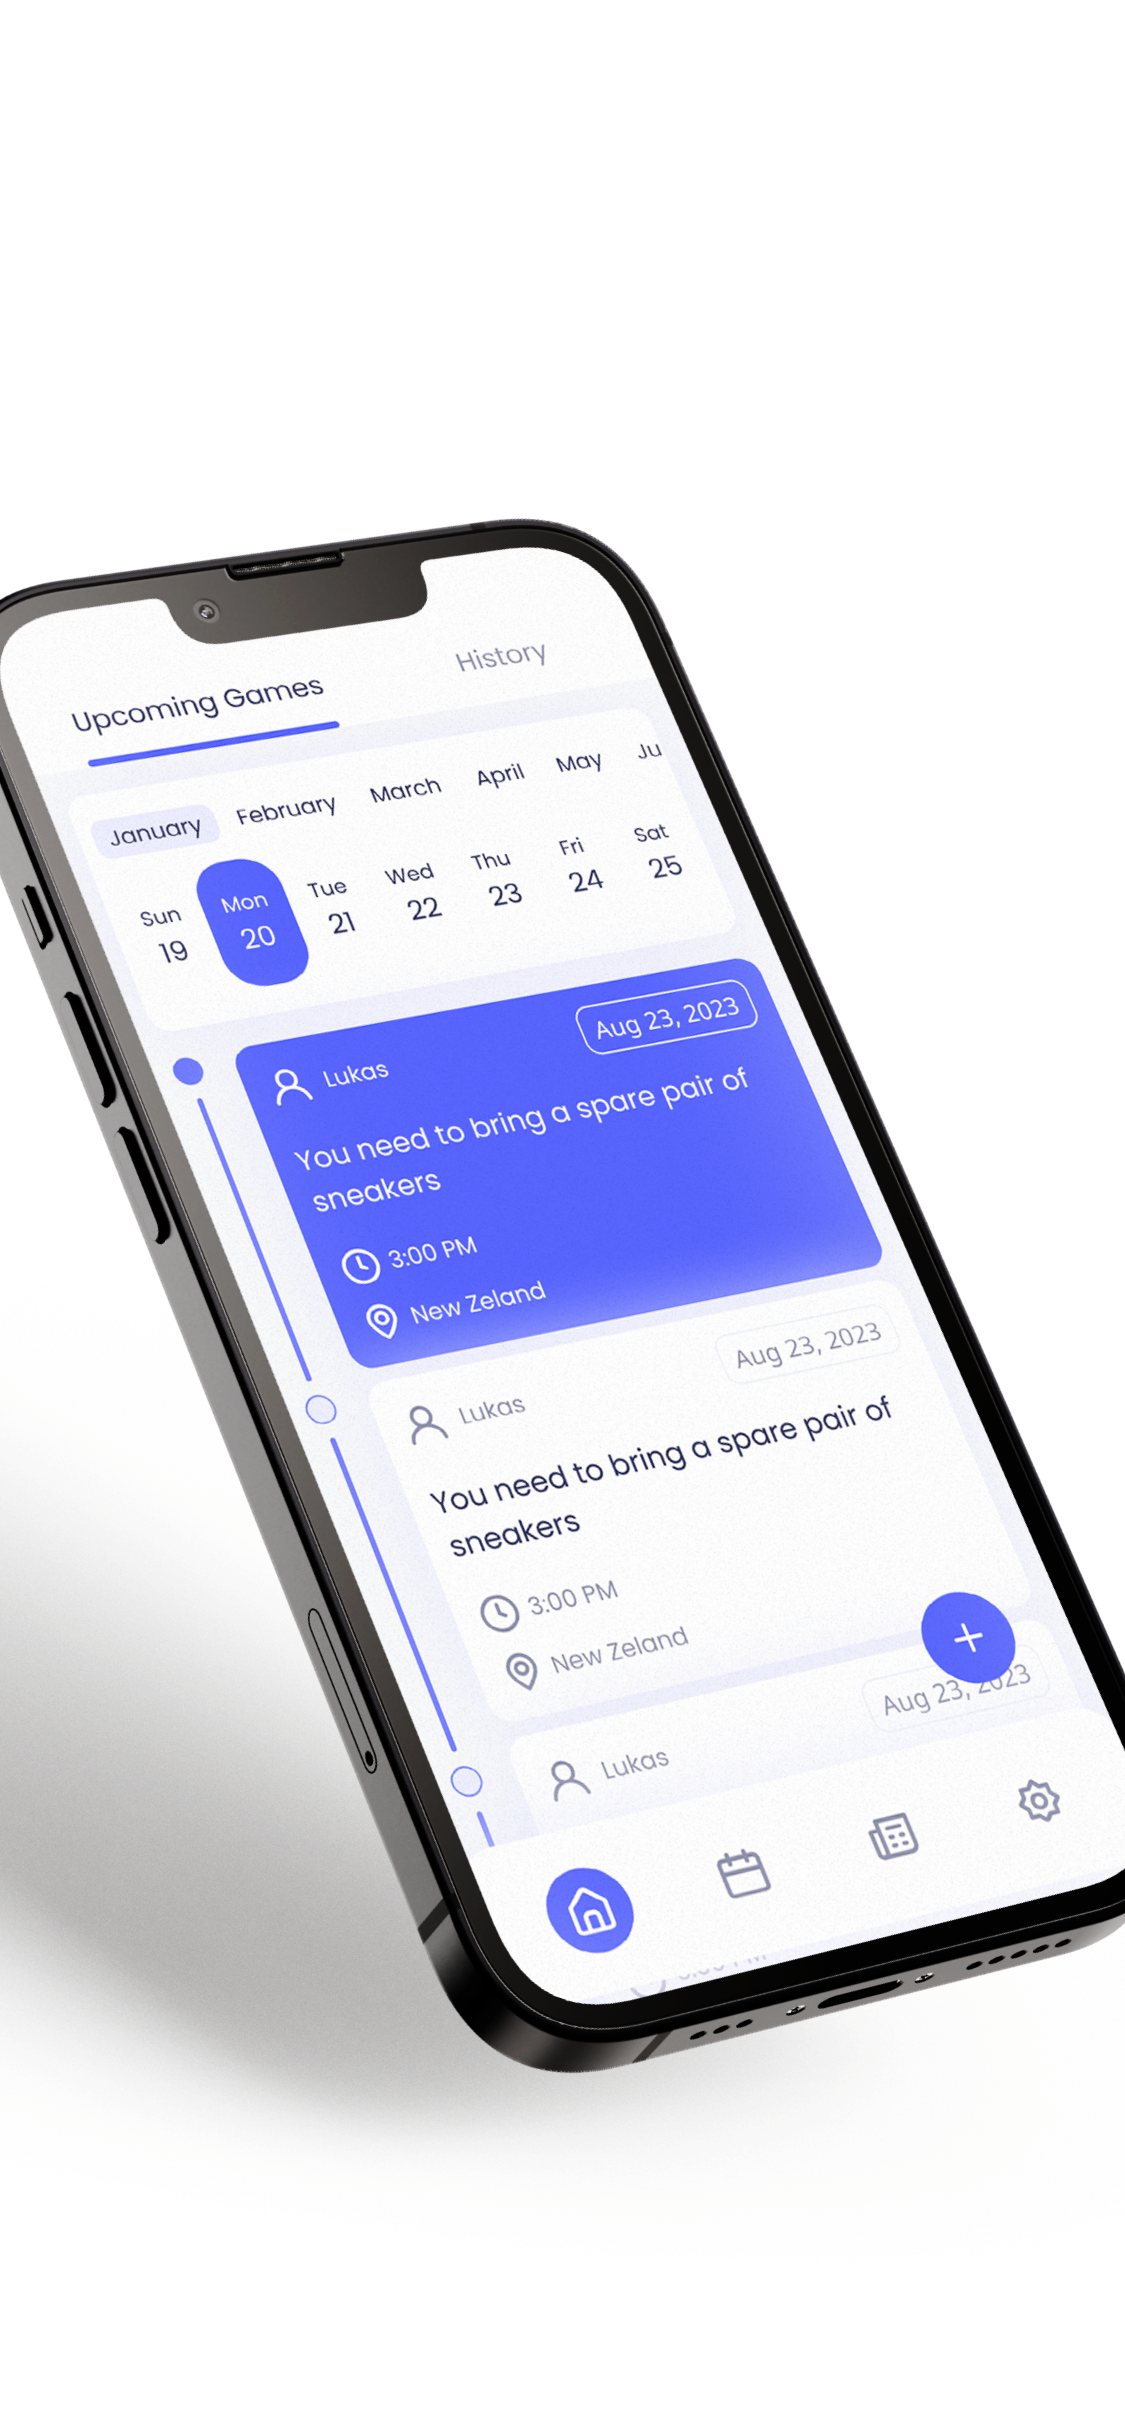 Upcoming Games
History
January February March April May Ju
Sun Mon Tue Wed Thu Fri Sat
19 20 21 22 23 24 25
Lukas
Aug 23, 2023
You need to bring a spare pair of
sneakers
3:00 PM
New Zeland
Lukas
Aug 23, 2023
You need to bring a spare pair of
sneakers
3:00 PM
New Zeland
Lukas
Aug 23, 2023